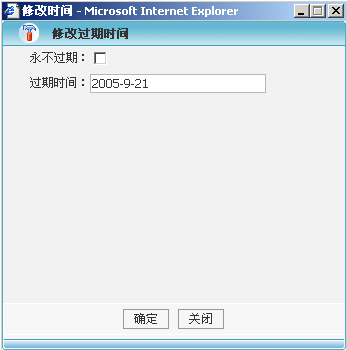 修改时间 - Microsoft Internet Explorer
修改过期时间
永不过期：
过期时间：2005-9-21
确定 关闭